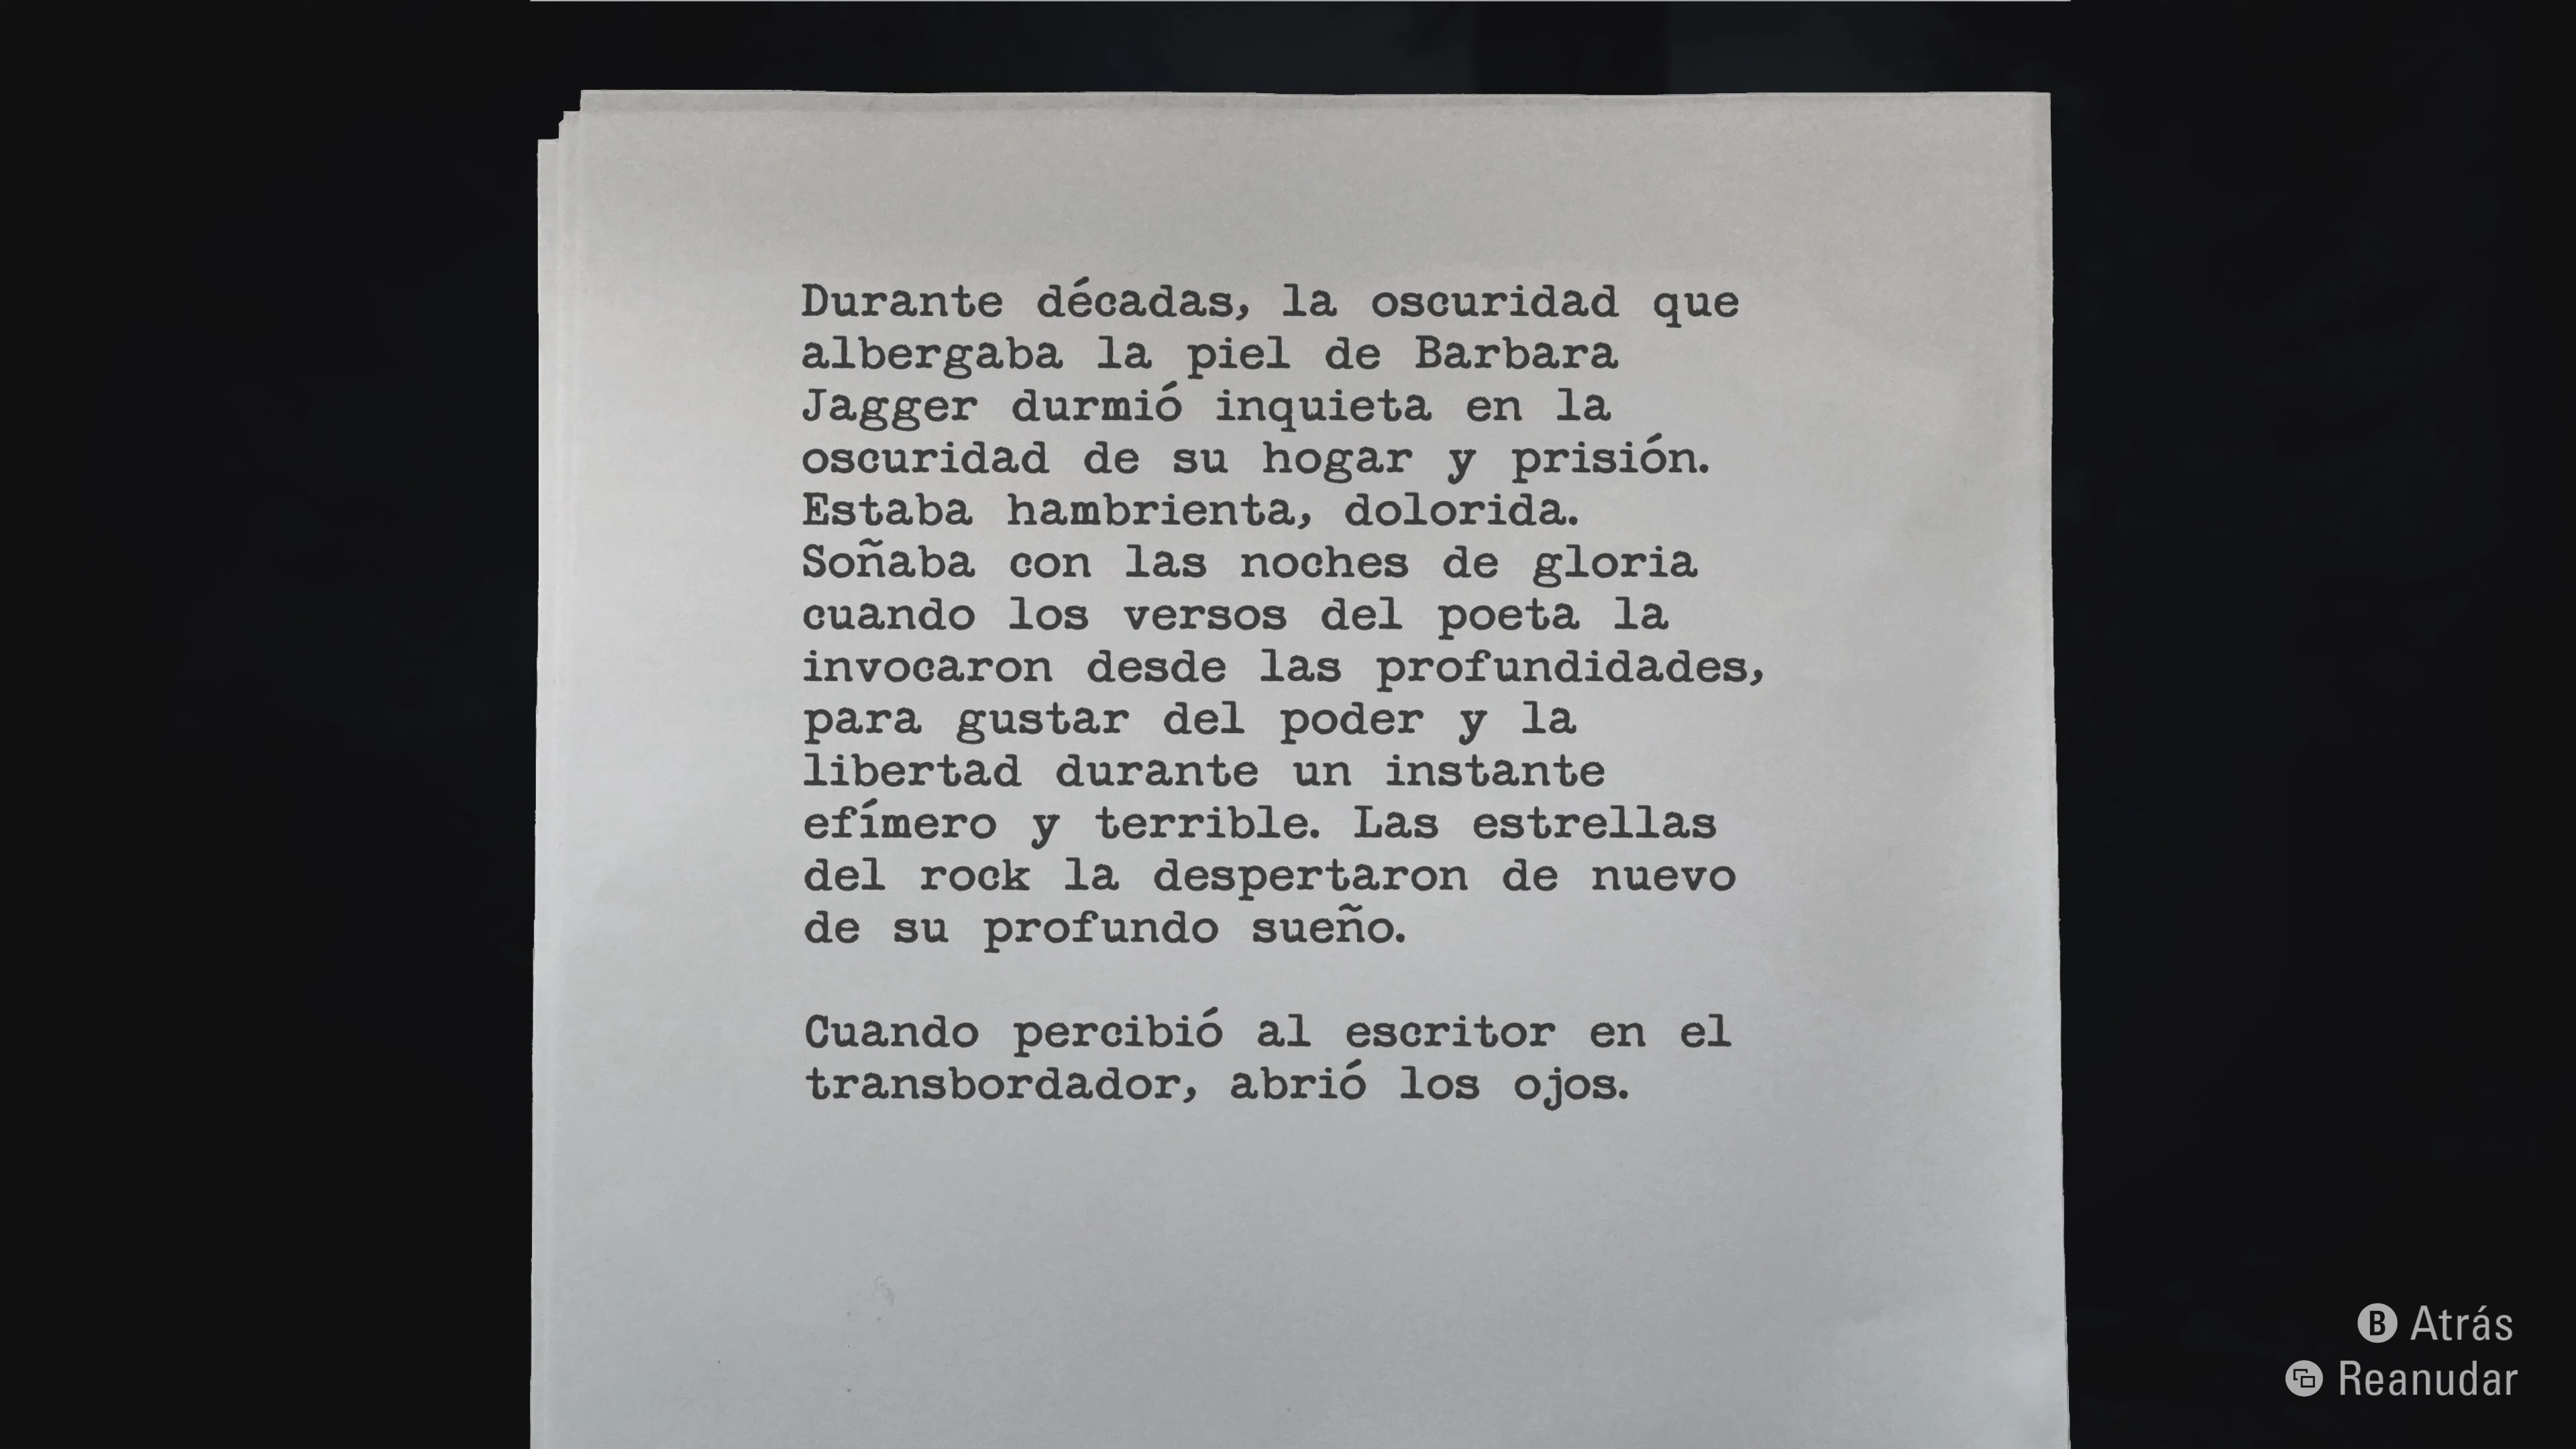 Durante décadas, la oscuridad que
albergaba la piel de Barbara
Jagger durmió inquieta en la
oscuridad de su hogar y prisión.
Estaba hambrienta, dolorida.
Soñaba con las noches de gloria
cuando los versos del poeta la
invocaron desde las profundidades,
para gustar del poder y la
libertad durante un instante
efímero y terrible. Las estrellas
del rock la despertaron de nuevo
de su profundo sueño.
Cuando percibió al escritor en el
transbordador, abrió los ojos.
B Atrás
Reanudar